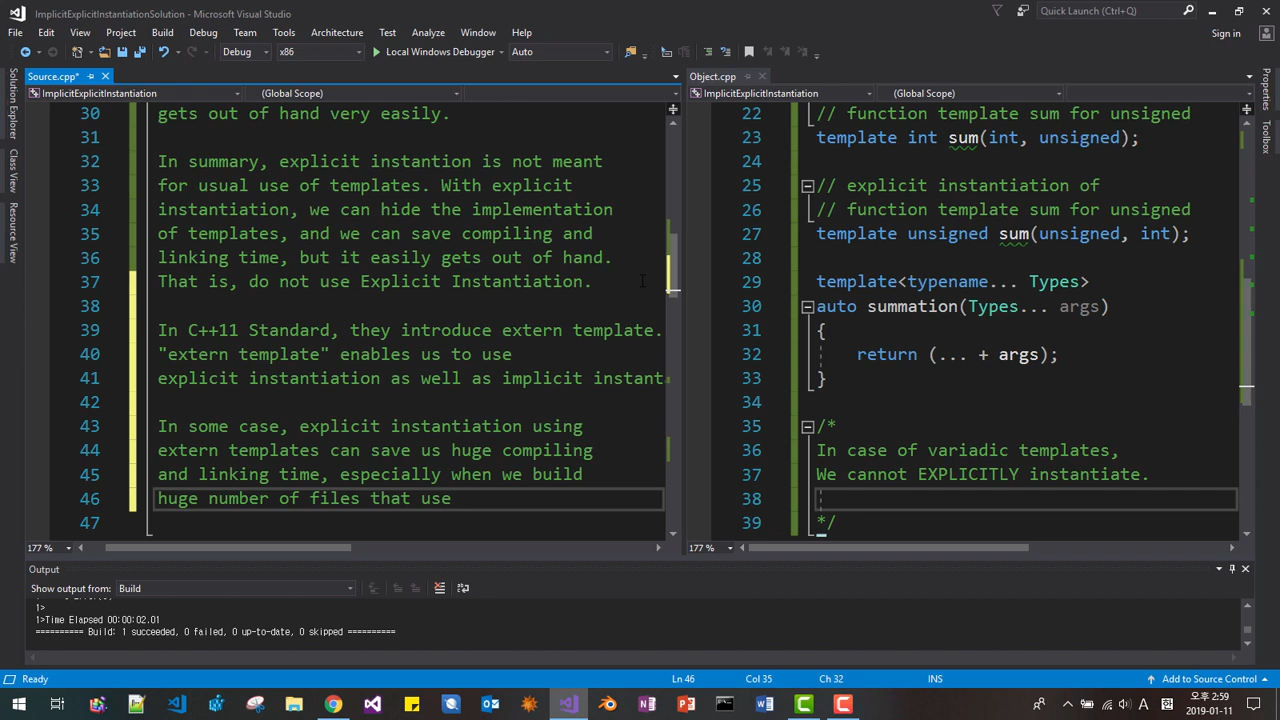 ImplicitExplicitInstantiationSolution - Microsoft Visual Studio
Quick Launch (Ctrl+Q)
File Edit View Project Build Debug Team Tools Architecture Test Analyze Window Help
Sign in
Debug x86 Local Windows Debugger Auto
Solution Explorer
Class View
Resource View
Source.cpp*
ImplicitExplicitInstantiation (Global Scope)
30 gets out of hand very easily.
31
32 In summary, explicit instantion is not meant
33 for usual use of templates. With explicit
34 instantiation, we can hide the implementation
35 of templates, and we can save compiling and
36 linking time, but it easily gets out of hand.
37 That is, do not use Explicit Instantiation.
38
39 In C++11 Standard, they introduce extern template.
40 "extern template" enables us to use
41 explicit instantiation as well as implicit instant
42
43 In some case, explicit instantiation using
44 extern templates can save us huge compiling
45 and linking time, especially when we build
46 huge number of files that use
47
177 %
Object.cpp
ImplicitExplicitInstantiation (Global Scope)
22 // function template sum for unsigned
23 template int sum(int, unsigned);
24
25 // explicit instantiation of
26 // function template sum for unsigned
27 template unsigned sum(unsigned, int);
28
29 template<typename... Types>
30 auto summation(Types... args)
31 {
32 return (... + args);
33 }
34
35 /*
36 In case of variadic templates,
37 We cannot EXPLICITLY instantiate.
38
39 */
177 %
Properties
Toolbox
Output
Show output from: Build
1>
1>Time Elapsed 00:00:02.01
========== Build: 1 succeeded, 0 failed, 0 up-to-date, 0 skipped ==========
Ready Ln 46 Col 35 Ch 32 INS Add to Source Control
A 오후 2:59
2019-01-11